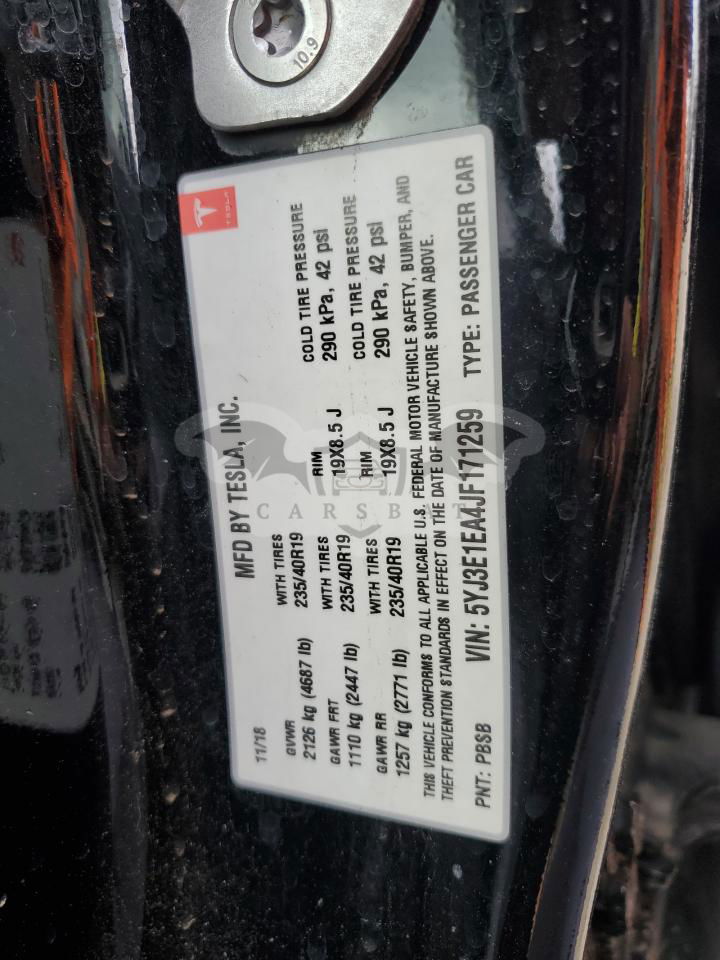 10.9
TESLA
MFD BY TESLA, INC.
11/18
GVWR
2126 kg (4687 lb)
WITH TIRES
235/40R19
RIM
19X8.5 J
COLD TIRE PRESSURE
290 kPa, 42 psi
GAWR FRT
1110 kg (2447 lb)
WITH TIRES
235/40R19
RIM
19X8.5 J
COLD TIRE PRESSURE
290 kPa, 42 psi
GAWR RR
1257 kg (2771 lb)
WITH TIRES
235/40R19
THIS VEHICLE CONFORMS TO ALL APPLICABLE U.S. FEDERAL MOTOR VEHICLE SAFETY, BUMPER, AND
THEFT PREVENTION STANDARDS IN EFFECT ON THE DATE OF MANUFACTURE SHOWN ABOVE.
PNT: PBSB
VIN: 5YJ3E1EA4JF171259
TYPE: PASSENGER CAR
CARSBAT